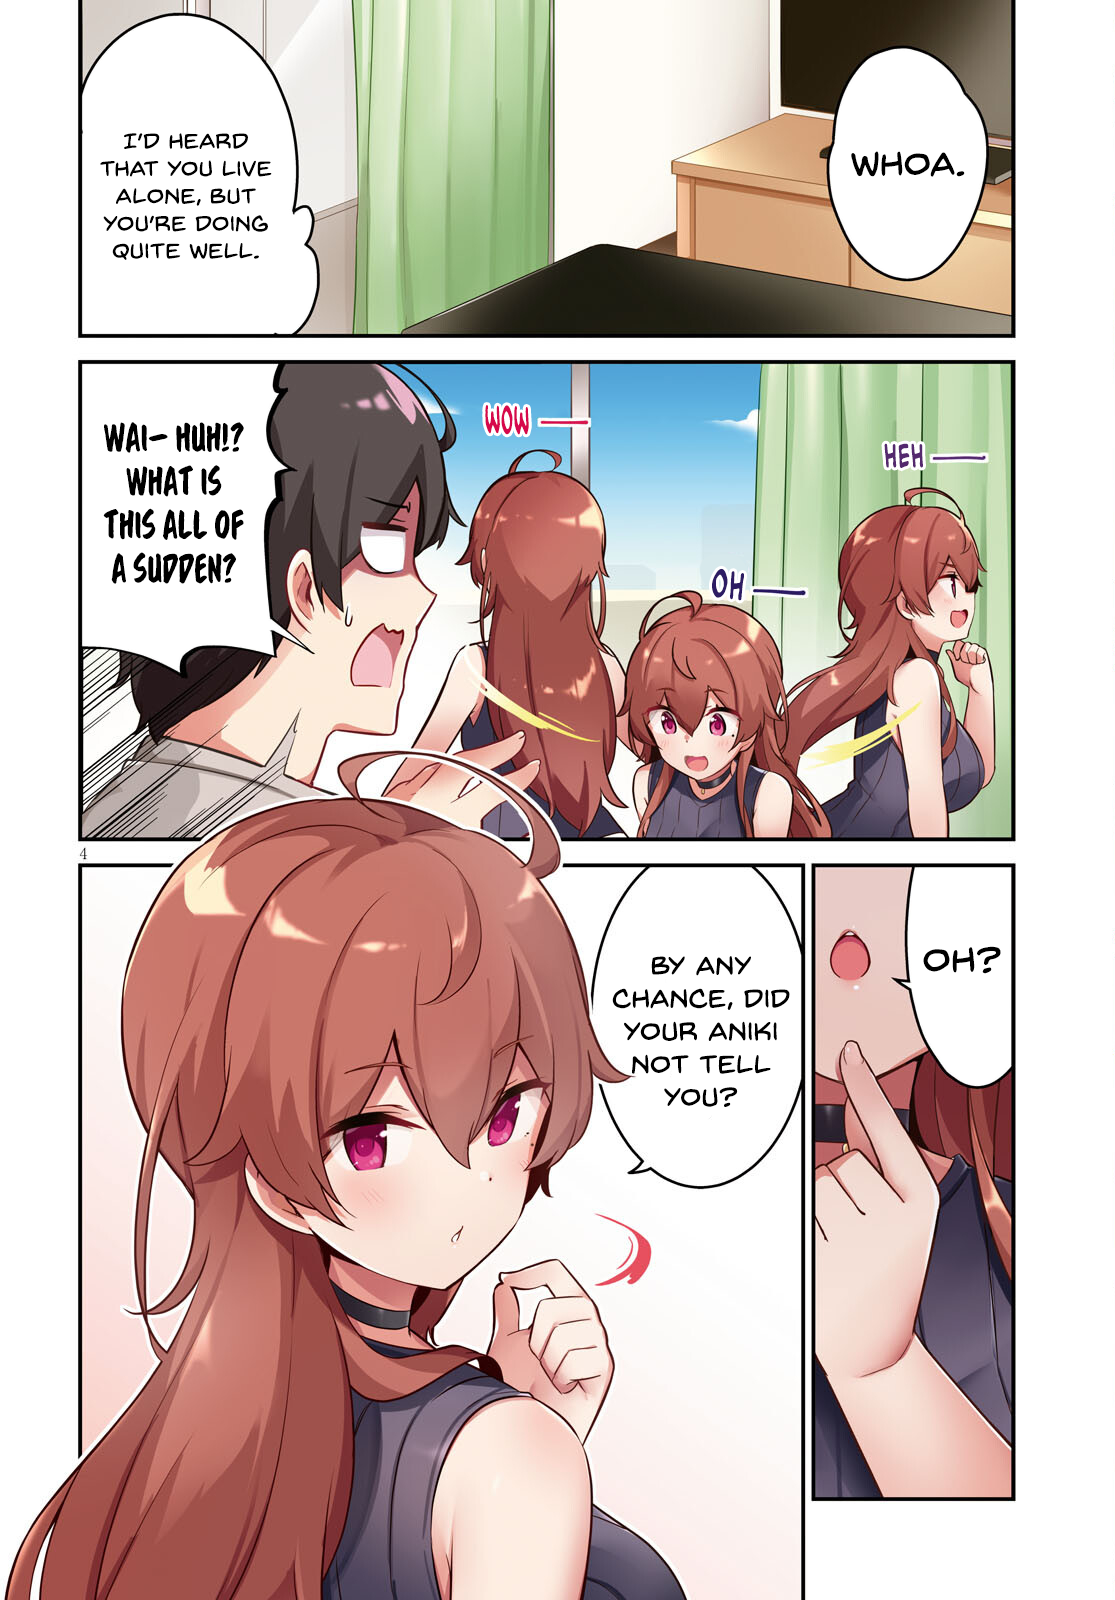 WHOA.
I'D HEARD
THAT YOU LIVE
ALONE, BUT
YOU'RE DOING
QUITE WELL.
HEH
WOW
OH
WAI- HUH!?
WHAT IS
THIS ALL OF
A SUDDEN?
OH?
BY ANY
CHANCE, DID
YOUR ANIKI
NOT TELL
YOU?
4